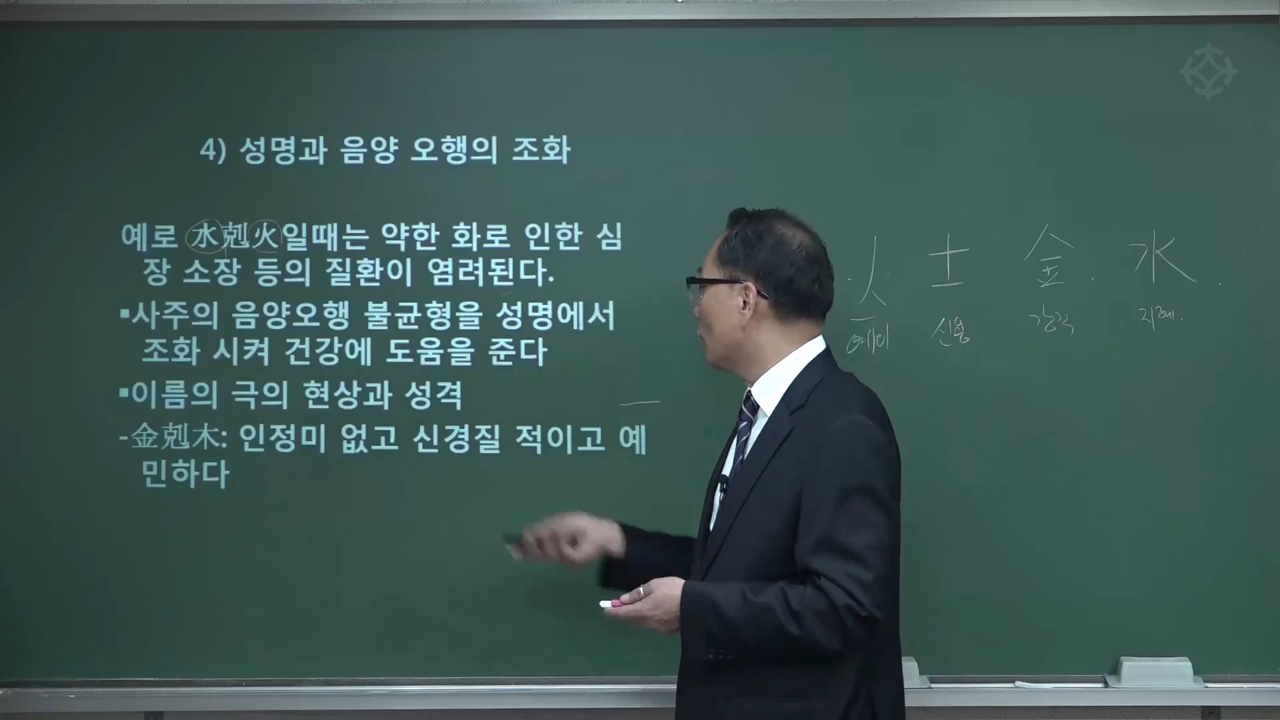 4) 성명과 음양 오행의 조화
예로 水剋火일때는 약한 화로 인한 심
장 소장 등의 질환이 염려된다.
▪사주의 음양오행 불균형을 성명에서
조화 시켜 건강에 도움을 준다
▪이름의 극의 현상과 성격
-金剋木: 인정미 없고 신경질 적이고 예
민하다
火 土 金 水
예의 신용 지혜